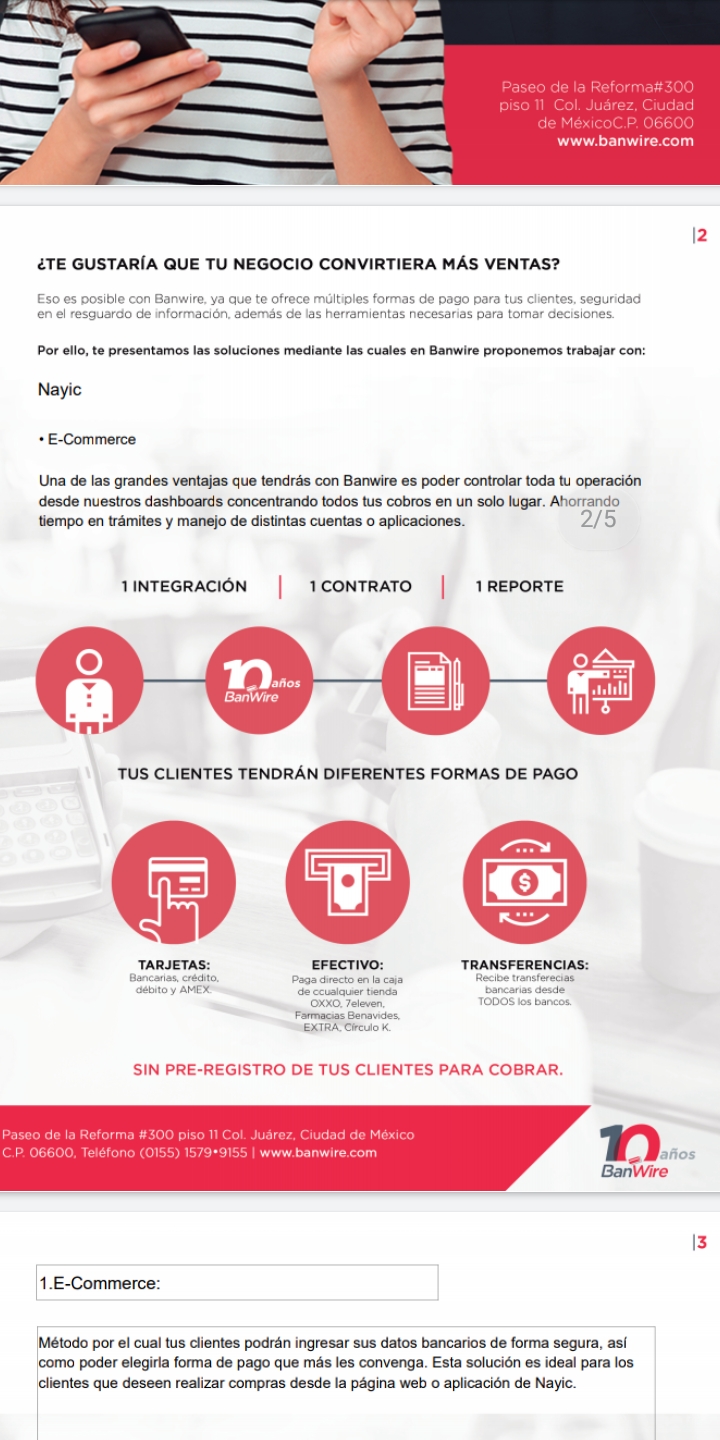 Paseo de la Reforma#300
piso 11 Col. Juárez, Ciudad
de MéxicoC.P. 06600
www.banwire.com
|2
¿TE GUSTARÍA QUE TU NEGOCIO CONVIRTIERA MÁS VENTAS?
Eso es posible con Banwire, ya que te ofrece múltiples formas de pago para tus clientes, seguridad
en el resguardo de información, además de las herramientas necesarias para tomar decisiones.
Por ello, te presentamos las soluciones mediante las cuales en Banwire proponemos trabajar con:
Nayic
• E-Commerce
Una de las grandes ventajas que tendrás con Banwire es poder controlar toda tu operación
desde nuestros dashboards concentrando todos tus cobros en un solo lugar. Ahorrando
tiempo en trámites y manejo de distintas cuentas o aplicaciones.
2/5
1 INTEGRACIÓN | 1 CONTRATO | 1 REPORTE
10 años
BanWire
TUS CLIENTES TENDRÁN DIFERENTES FORMAS DE PAGO
$
TARJETAS:
Bancarias, crédito,
débito y AMEX.
EFECTIVO:
Paga directo en la caja
de ccualquier tienda
OXXO, 7eleven,
Farmacias Benavides,
EXTRA, Círculo K.
TRANSFERENCIAS:
Recibe transferecias
bancarias desde
TODOS los bancos.
SIN PRE-REGISTRO DE TUS CLIENTES PARA COBRAR.
Paseo de la Reforma #300 piso 11 Col. Juárez, Ciudad de México
C.P. 06600, Teléfono (0155) 1579•9155 | www.banwire.com
10 años
BanWire
|3
1.E-Commerce:
Método por el cual tus clientes podrán ingresar sus datos bancarios de forma segura, así
como poder elegirla forma de pago que más les convenga. Esta solución es ideal para los
clientes que deseen realizar compras desde la página web o aplicación de Nayic.